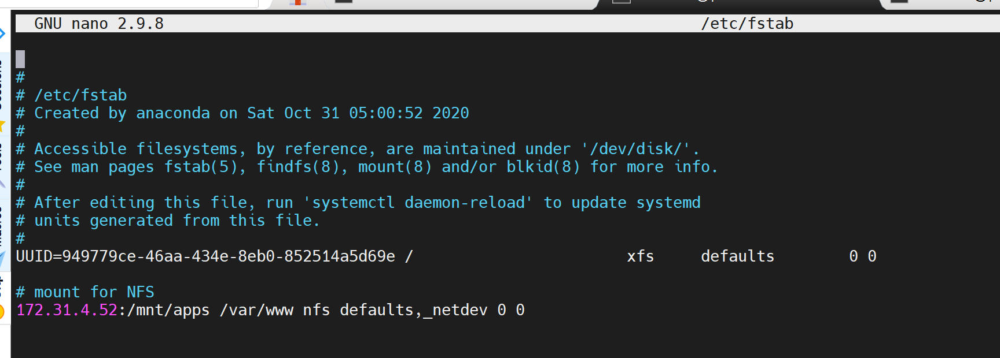 GNU nano 2.9.8 /etc/fstab
#
# /etc/fstab
# Created by anaconda on Sat Oct 31 05:00:52 2020
#
# Accessible filesystems, by reference, are maintained under '/dev/disk/'.
# See man pages fstab(5), findfs(8), mount(8) and/or blkid(8) for more info.
#
# After editing this file, run 'systemctl daemon-reload' to update systemd
# units generated from this file.
#
UUID=949779ce-46aa-434e-8eb0-852514a5d69e / xfs defaults 0 0
# mount for NFS
172.31.4.52:/mnt/apps /var/www nfs defaults,_netdev 0 0